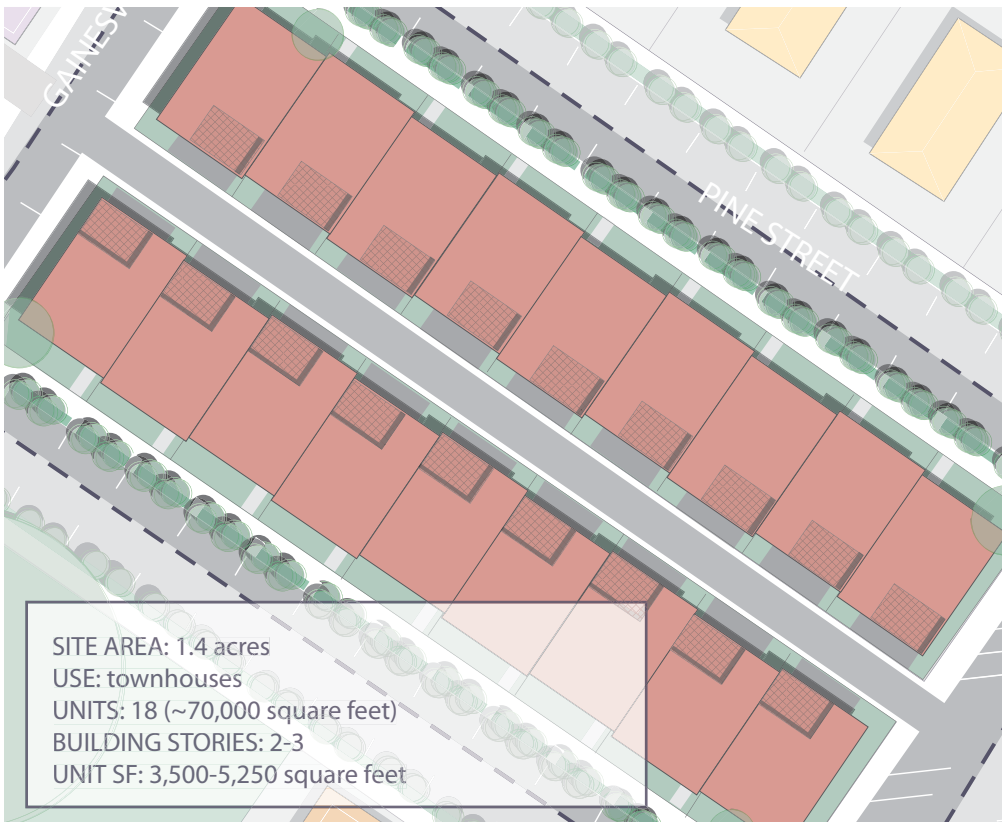 PINE STREET
SITE AREA: 1.4 acres
USE: townhouses
UNITS: 18 (~70,000 square feet)
BUILDING STORIES: 2-3
UNIT SF: 3,500-5,250 square feet